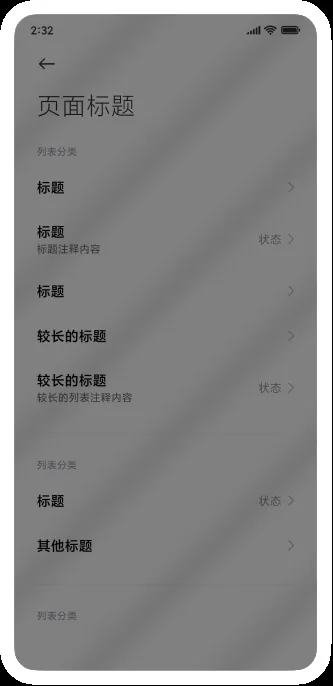 2:32
页面标题
列表分类
标题
标题
标题注释内容
状态
标题
较长的标题
较长的标题
较长的列表注释内容
状态
列表分类
标题
状态
其他标题
列表分类